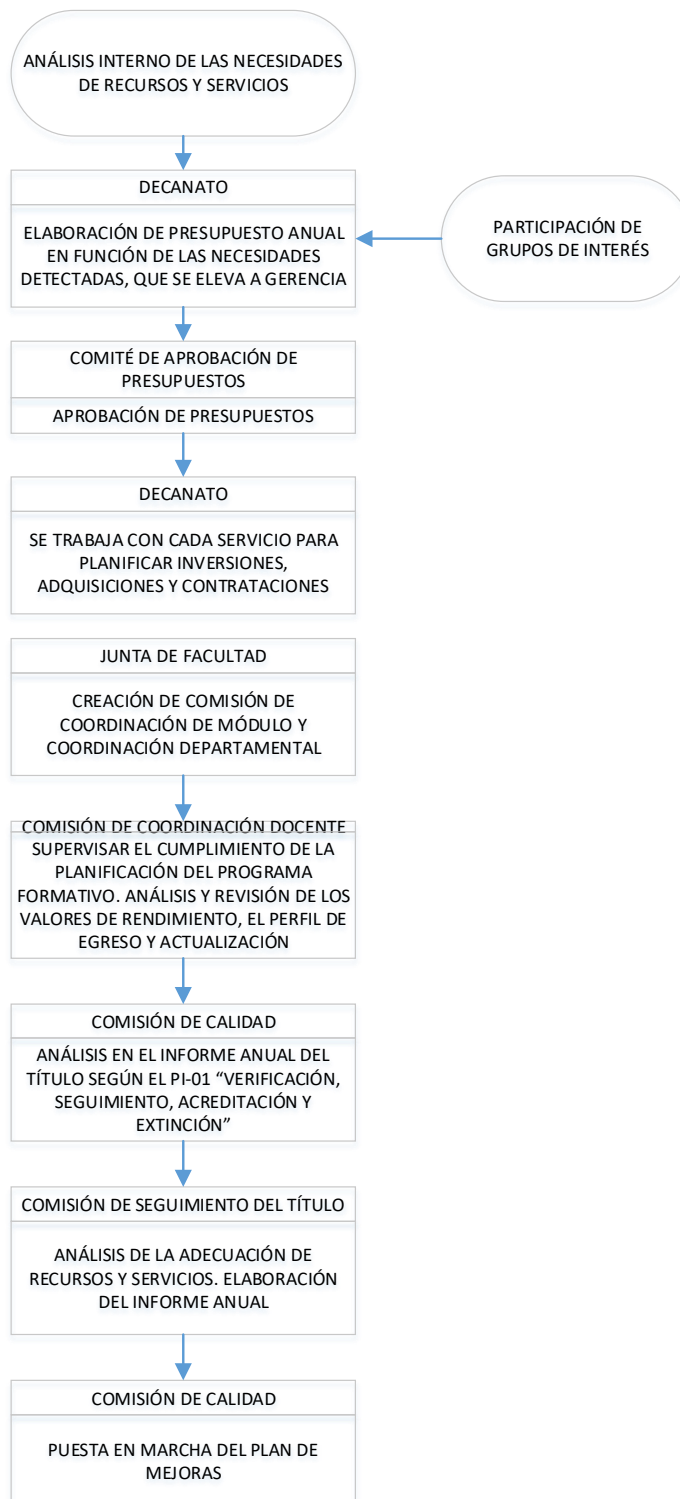 ANÁLISIS INTERNO DE LAS NECESIDADES
DE RECURSOS Y SERVICIOS
DECANATO
ELABORACIÓN DE PRESUPUESTO ANUAL
EN FUNCIÓN DE LAS NECESIDADES
DETECTADAS, QUE SE ELEVA A GERENCIA
PARTICIPACIÓN DE
GRUPOS DE INTERÉS
COMITÉ DE APROBACIÓN DE
PRESUPUESTOS
APROBACIÓN DE PRESUPUESTOS
DECANATO
SE TRABAJA CON CADA SERVICIO PARA
PLANIFICAR INVERSIONES,
ADQUISICIONES Y CONTRATACIONES
JUNTA DE FACULTAD
CREACIÓN DE COMISIÓN DE
COORDINACIÓN DE MÓDULO Y
COORDINACIÓN DEPARTAMENTAL
COMISIÓN DE COORDINACIÓN DOCENTE
SUPERVISAR EL CUMPLIMIENTO DE LA
PLANIFICACIÓN DEL PROGRAMA
FORMATIVO. ANÁLISIS Y REVISIÓN DE LOS
VALORES DE RENDIMIENTO, EL PERFIL DE
EGRESO Y ACTUALIZACIÓN
COMISIÓN DE CALIDAD
ANÁLISIS EN EL INFORME ANUAL DEL
TÍTULO SEGÚN EL PI-01 “VERIFICACIÓN,
SEGUIMIENTO, ACREDITACIÓN Y
EXTINCIÓN”
COMISIÓN DE SEGUIMIENTO DEL TÍTULO
ANÁLISIS DE LA ADECUACIÓN DE
RECURSOS Y SERVICIOS. ELABORACIÓN
DEL INFORME ANUAL
COMISIÓN DE CALIDAD
PUESTA EN MARCHA DEL PLAN DE
MEJORAS